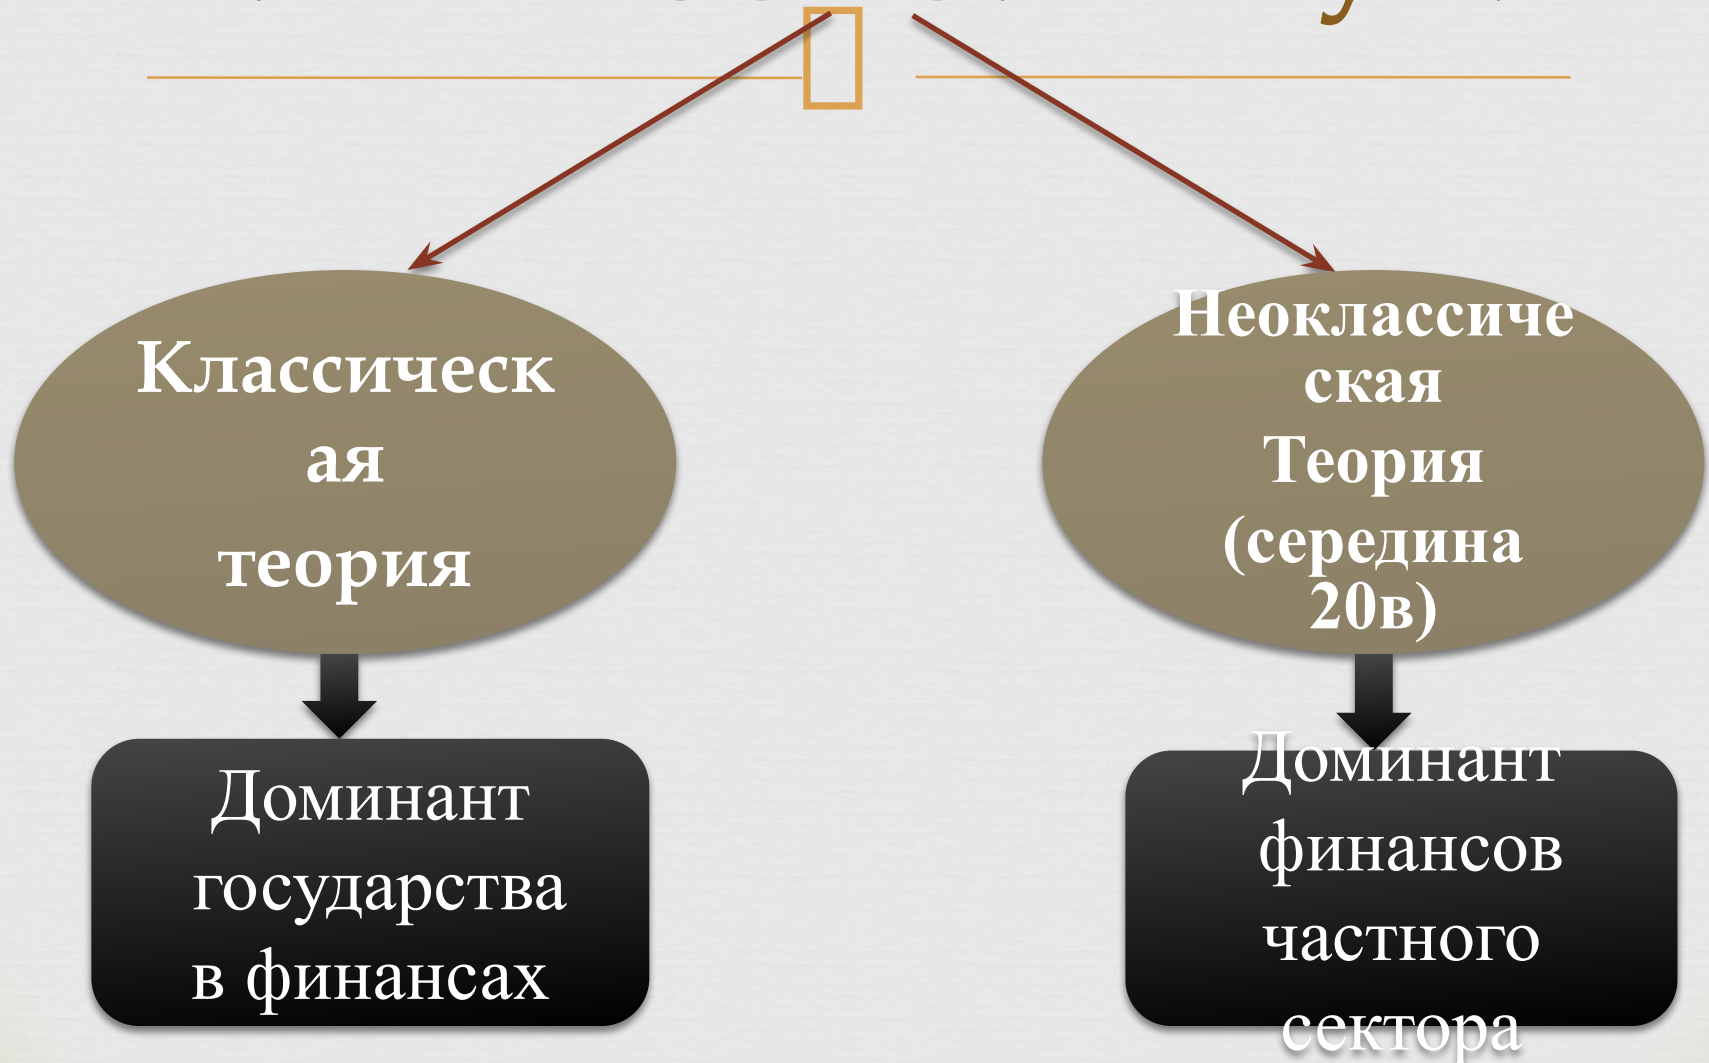 Классическ
ая
теория
Неоклассиче
ская
Теория
(середина
20в)
Доминант
государства
в финансах
Доминант
финансов
частного
сектора